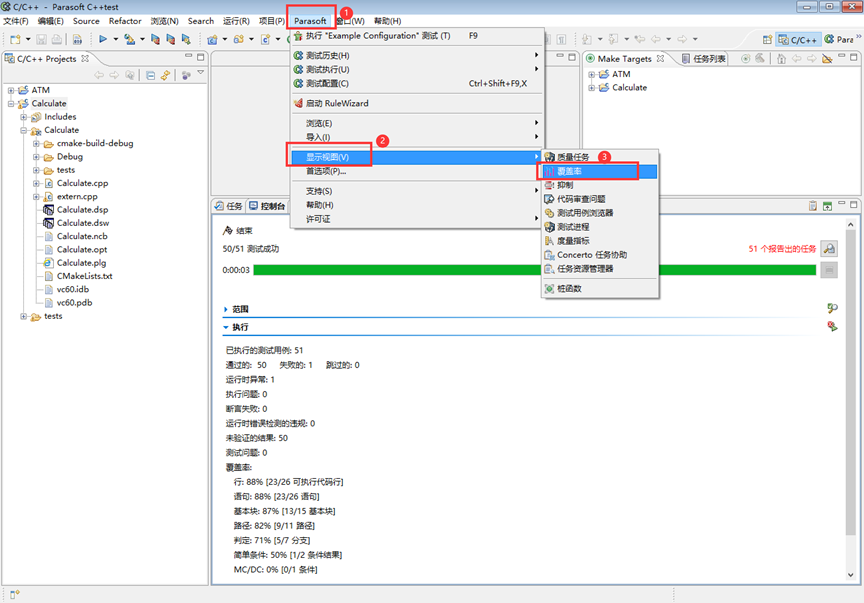 C/C++ - Parasoft C++test
文件(F) 编辑(E) Source Refactor 浏览(N) Search 运行(R) 项目(P) Parasoft 窗口(W) 帮助(H)
1
C/C++ Para
C/C++ Projects
ATM
Calculate
Includes
Calculate
cmake-build-debug
Debug
tests
Calculate.cpp
extern.cpp
Calculate.dsp
Calculate.dsw
Calculate.ncb
Calculate.opt
Calculate.plg
CMakeLists.txt
vc60.idb
vc60.pdb
tests
执行 "Example Configuration" 测试 (T) F9
测试历史(H)
测试执行(U)
测试配置(C) Ctrl+Shift+F9,X
启动 RuleWizard
浏览(E)
导入(I)
2
显示视图(V)
首选项(P)...
支持(S)
帮助(H)
许可证
质量任务 3
覆盖率
抑制
代码审查问题
测试用例浏览器
测试进程
度量指标
Concerto 任务协助
任务资源管理器
桩函数
Make Targets 任务列表
ATM
Calculate
任务 控制台
结束
50/51 测试成功 51 个报告出的任务
0:00:03
范围
执行
已执行的测试用例: 51
通过的: 50 失败的: 1 跳过的: 0
运行时异常: 1
执行问题: 0
断言失败: 0
运行时错误检测的违规: 0
未验证的结果: 50
测试问题: 0
覆盖率:
行: 88% [23/26 可执行代码行]
语句: 88% [23/26 语句]
基本块: 87% [13/15 基本块]
路径: 82% [9/11 路径]
判定: 71% [5/7 分支]
简单条件: 50% [1/2 条件结果]
MC/DC: 0% [0/1 条件]